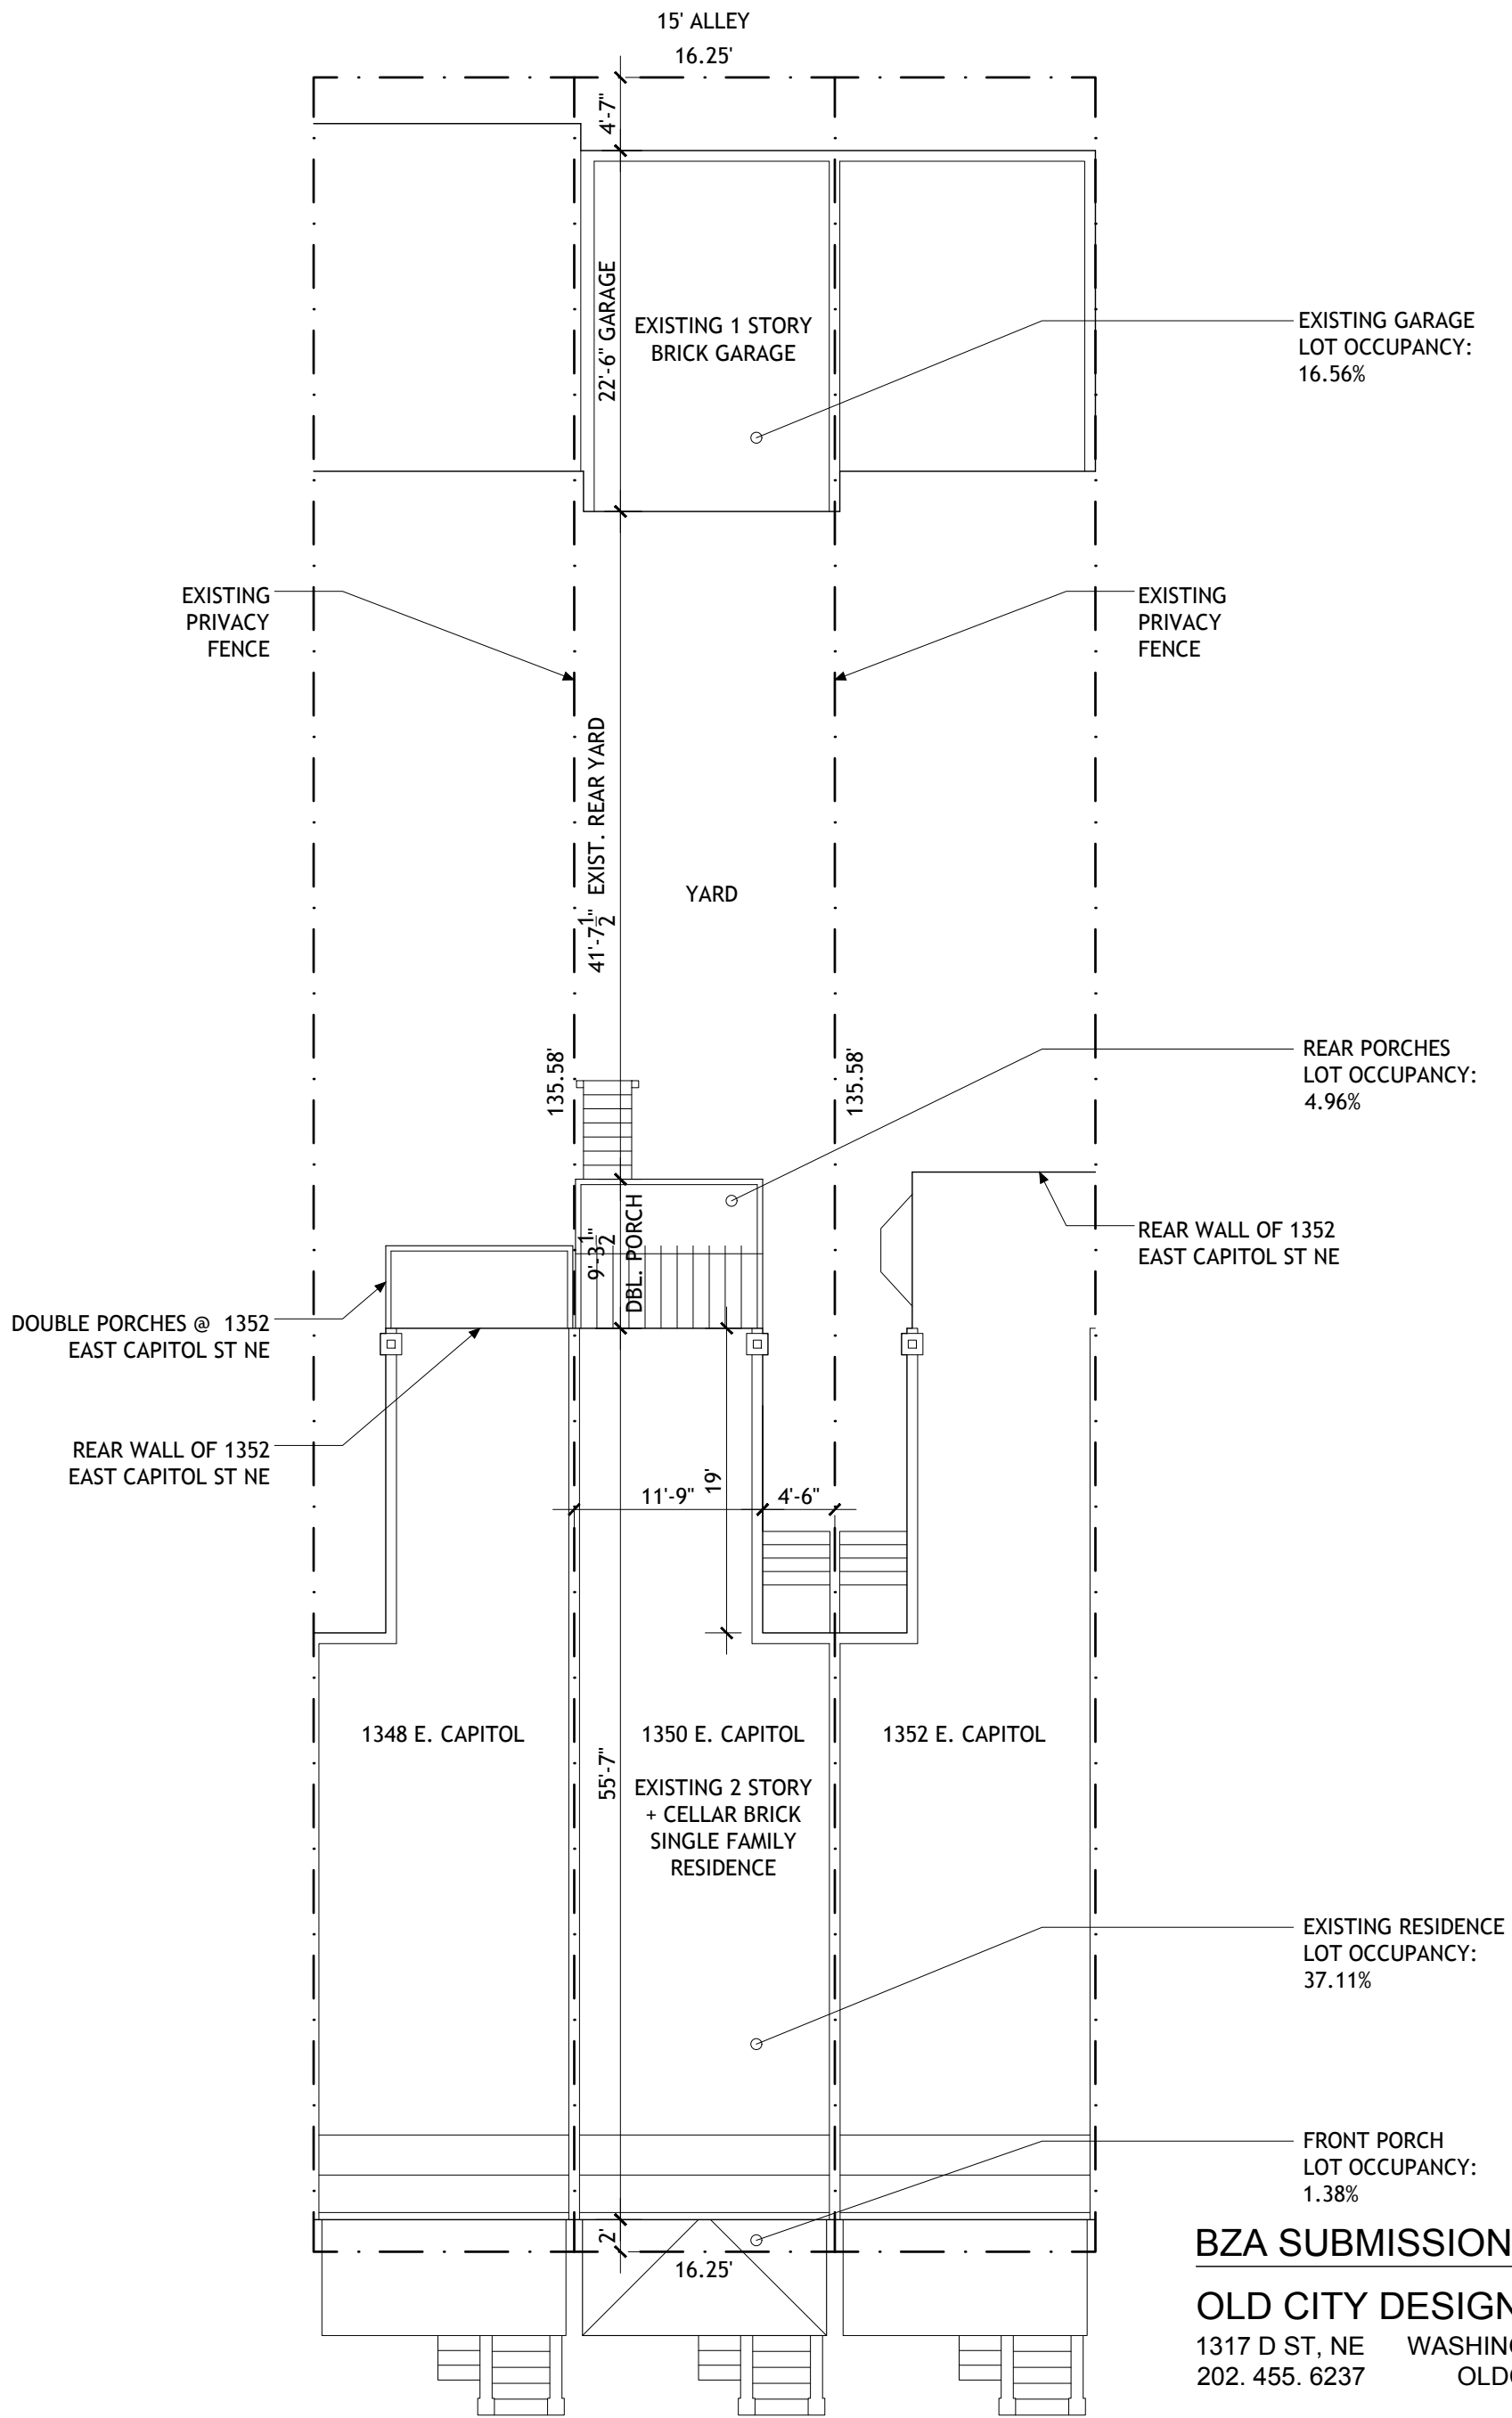 15' ALLEY
16.25'
4'-7"
22'-6" GARAGE
EXISTING 1 STORY
BRICK GARAGE
EXISTING GARAGE
LOT OCCUPANCY:
16.56%
EXISTING
PRIVACY
FENCE
EXISTING
PRIVACY
FENCE
41'-7 1/2" EXIST. REAR YARD
YARD
135.58'
135.58'
REAR PORCHES
LOT OCCUPANCY:
4.96%
9'-3 1/2"
DBL. PORCH
REAR WALL OF 1352
EAST CAPITOL ST NE
DOUBLE PORCHES @ 1352
EAST CAPITOL ST NE
REAR WALL OF 1352
EAST CAPITOL ST NE
19'
11'-9"
4'-6"
1348 E. CAPITOL
1350 E. CAPITOL
1352 E. CAPITOL
55'-7"
EXISTING 2 STORY
+ CELLAR BRICK
SINGLE FAMILY
RESIDENCE
EXISTING RESIDENCE
LOT OCCUPANCY:
37.11%
FRONT PORCH
LOT OCCUPANCY:
1.38%
2'
16.25'
BZA SUBMISSION
OLD CITY DESIGN
1317 D ST, NE
202. 455. 6237